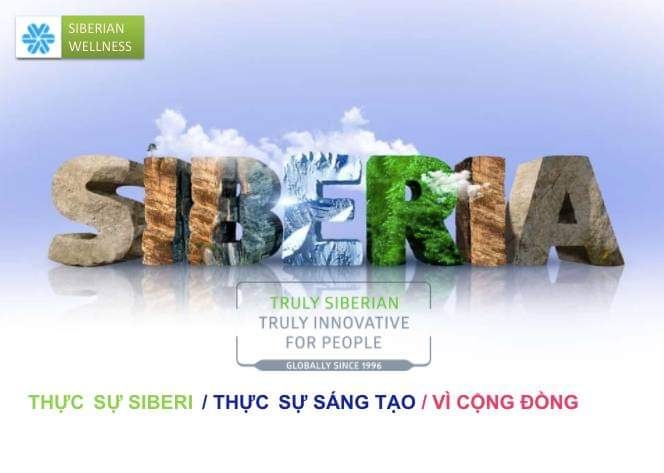 SIBERIAN
WELLNESS
SIBERIA
TRULY SIBERIAN
TRULY INNOVATIVE
FOR PEOPLE
GLOBALLY SINCE 1996
THỰC SỰ SIBERI / THỰC SỰ SÁNG TẠO / VÌ CỘNG ĐỒNG